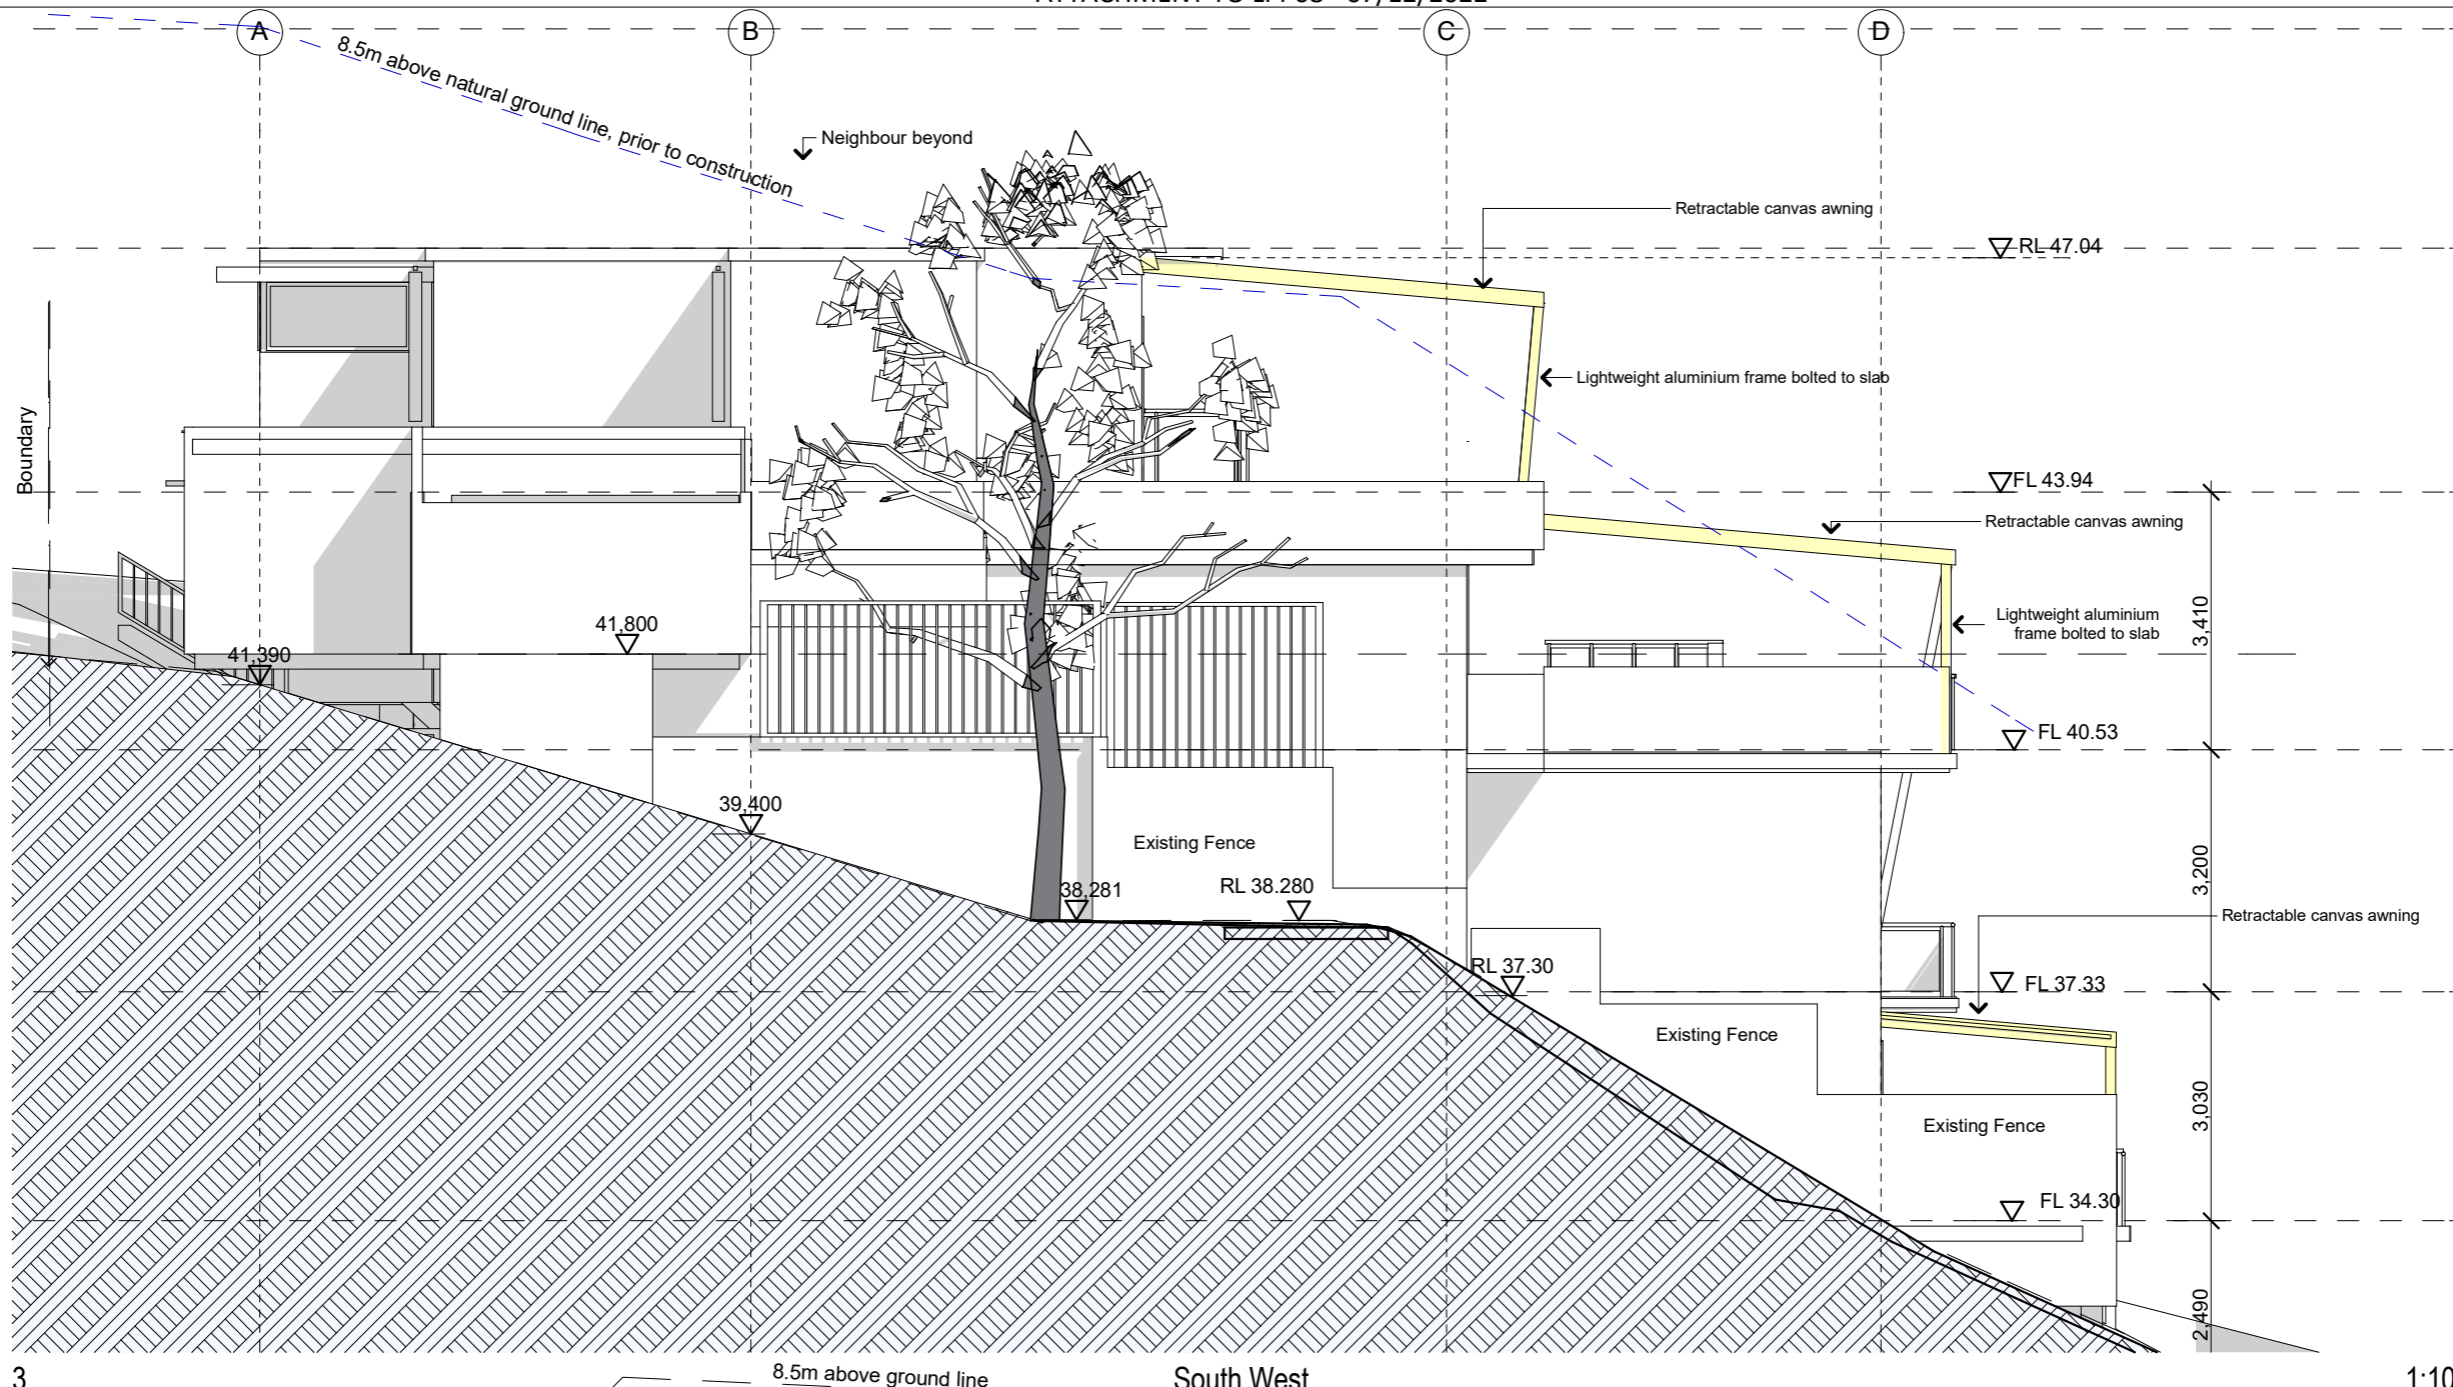 A
B
C
D
8.5m above natural ground line, prior to construction
Neighbour beyond
Retractable canvas awning
RL 47.04
Lightweight aluminium frame bolted to slab
Boundary
FL 43.94
Retractable canvas awning
Lightweight aluminium
frame bolted to slab
3,410
41,800
41,390
FL 40.53
39,400
Existing Fence
3,200
38.281
RL 38.280
Retractable canvas awning
RL 37.30
FL 37.33
Existing Fence
3,030
Existing Fence
FL 34.30
2,490
3
8.5m above ground line
South West
1:10